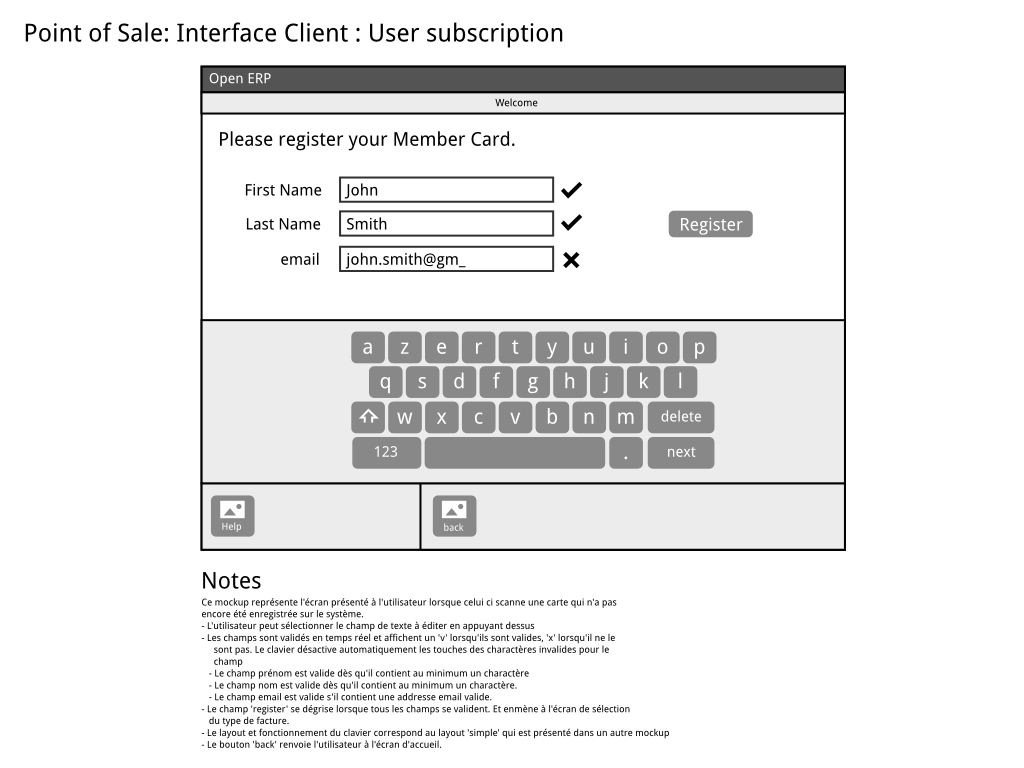 Point of Sale: Interface Client : User subscription
Open ERP
Welcome
Please register your Member Card.
First Name John
Last Name Smith
Register
email john.smith@gm_
a z e r t y u i o p
q s d f g h j k l
w x c v b n m delete
123 . next
Help back
Notes
Ce mockup représente l'écran présenté à l'utilisateur lorsque celui ci scanne une carte qui n'a pas
encore été enregistrée sur le système.
- L'utilisateur peut sélectionner le champ de texte à éditer en appuyant dessus
- Les champs sont validés en temps réel et affichent un 'v' lorsqu'ils sont valides, 'x' lorsqu'il ne le
sont pas. Le clavier désactive automatiquement les touches des charactères invalides pour le
champ
- Le champ prénom est valide dès qu'il contient au minimum un charactère
- Le champ nom est valide dès qu'il contient au minimum un charactère.
- Le champ email est valide s'il contient une addresse email valide.
- Le champ 'register' se dégrise lorsque tous les champs se valident. Et enmène à l'écran de sélection
du type de facture.
- Le layout et fonctionnement du clavier correspond au layout 'simple' qui est présenté dans un autre mockup
- Le bouton 'back' renvoie l'utilisateur à l'écran d'accueil.